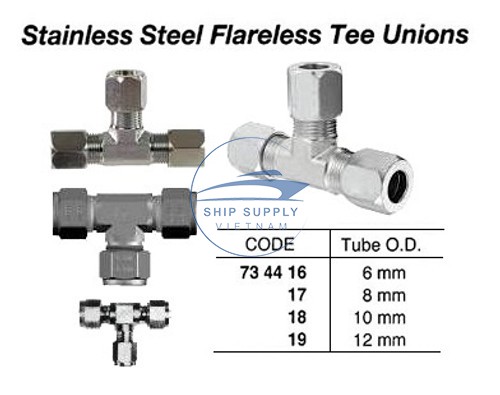 Stainless Steel Flareless Tee Unions
SHIP SUPPLY
VIETNAM
CODE Tube O.D.
73 44 16 6 mm
17 8 mm
18 10 mm
19 12 mm